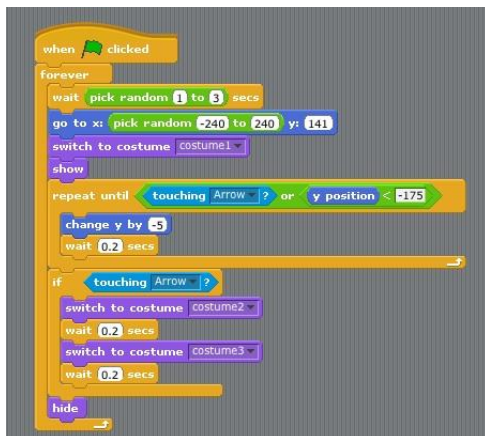 when clicked
forever
wait pick random 1 to 3 secs
go to x: pick random -240 to 240 y: 141
switch to costume costume1
show
repeat until touching Arrow ? or y position < -175
change y by -5
wait 0.2 secs
if touching Arrow ?
switch to costume costume2
wait 0.2 secs
switch to costume costume3
wait 0.2 secs
hide